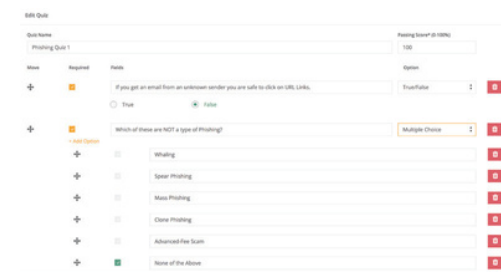 Edit Quiz
Quiz Name Passing Score* (0-100%)
Phishing Quiz 1 100
Move Required Fields Option
If you get an email from an unknown sender you are safe to click on URL Links. True/False
True False
Which of these are NOT a type of Phishing? Multiple Choice
+ Add Option
Whaling
Spear Phishing
Mass Phishing
Clone Phishing
Advanced-Fee Scam
None of the Above